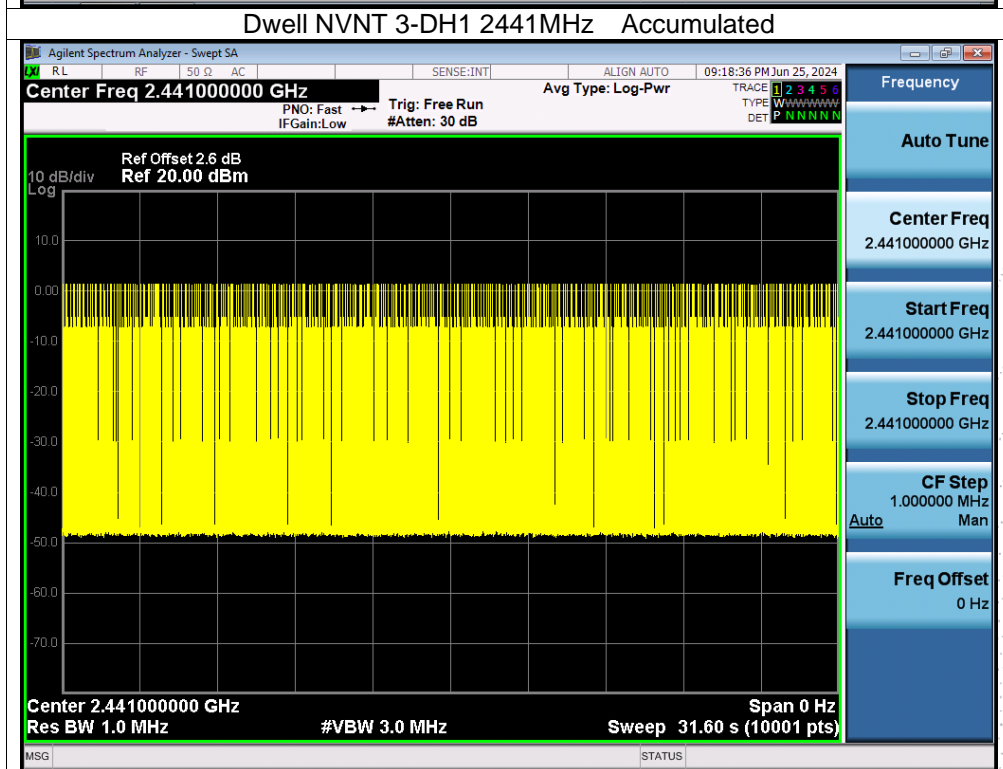 Dwell NVNT 3-DH1 2441MHz Accumulated
Agilent Spectrum Analyzer - Swept SA
LXI RL RF 50 Ω AC SENSE:INT ALIGN AUTO 09:18:36 PM Jun 25, 2024
Center Freq 2.441000000 GHz
PNO: Fast
IFGain:Low
Trig: Free Run
#Atten: 30 dB
Avg Type: Log-Pwr
TRACE 1 2 3 4 5 6
TYPE WWWWWWW
DET P N N N N N
Frequency
Auto Tune
Center Freq
2.441000000 GHz
Start Freq
2.441000000 GHz
Stop Freq
2.441000000 GHz
CF Step
1.000000 MHz
Auto Man
Freq Offset
0 Hz
Ref Offset 2.6 dB
10 dB/div Ref 20.00 dBm
Log
10.0
0.00
-10.0
-20.0
-30.0
-40.0
-50.0
-60.0
-70.0
Center 2.441000000 GHz Span 0 Hz
Res BW 1.0 MHz #VBW 3.0 MHz Sweep 31.60 s (10001 pts)
MSG STATUS